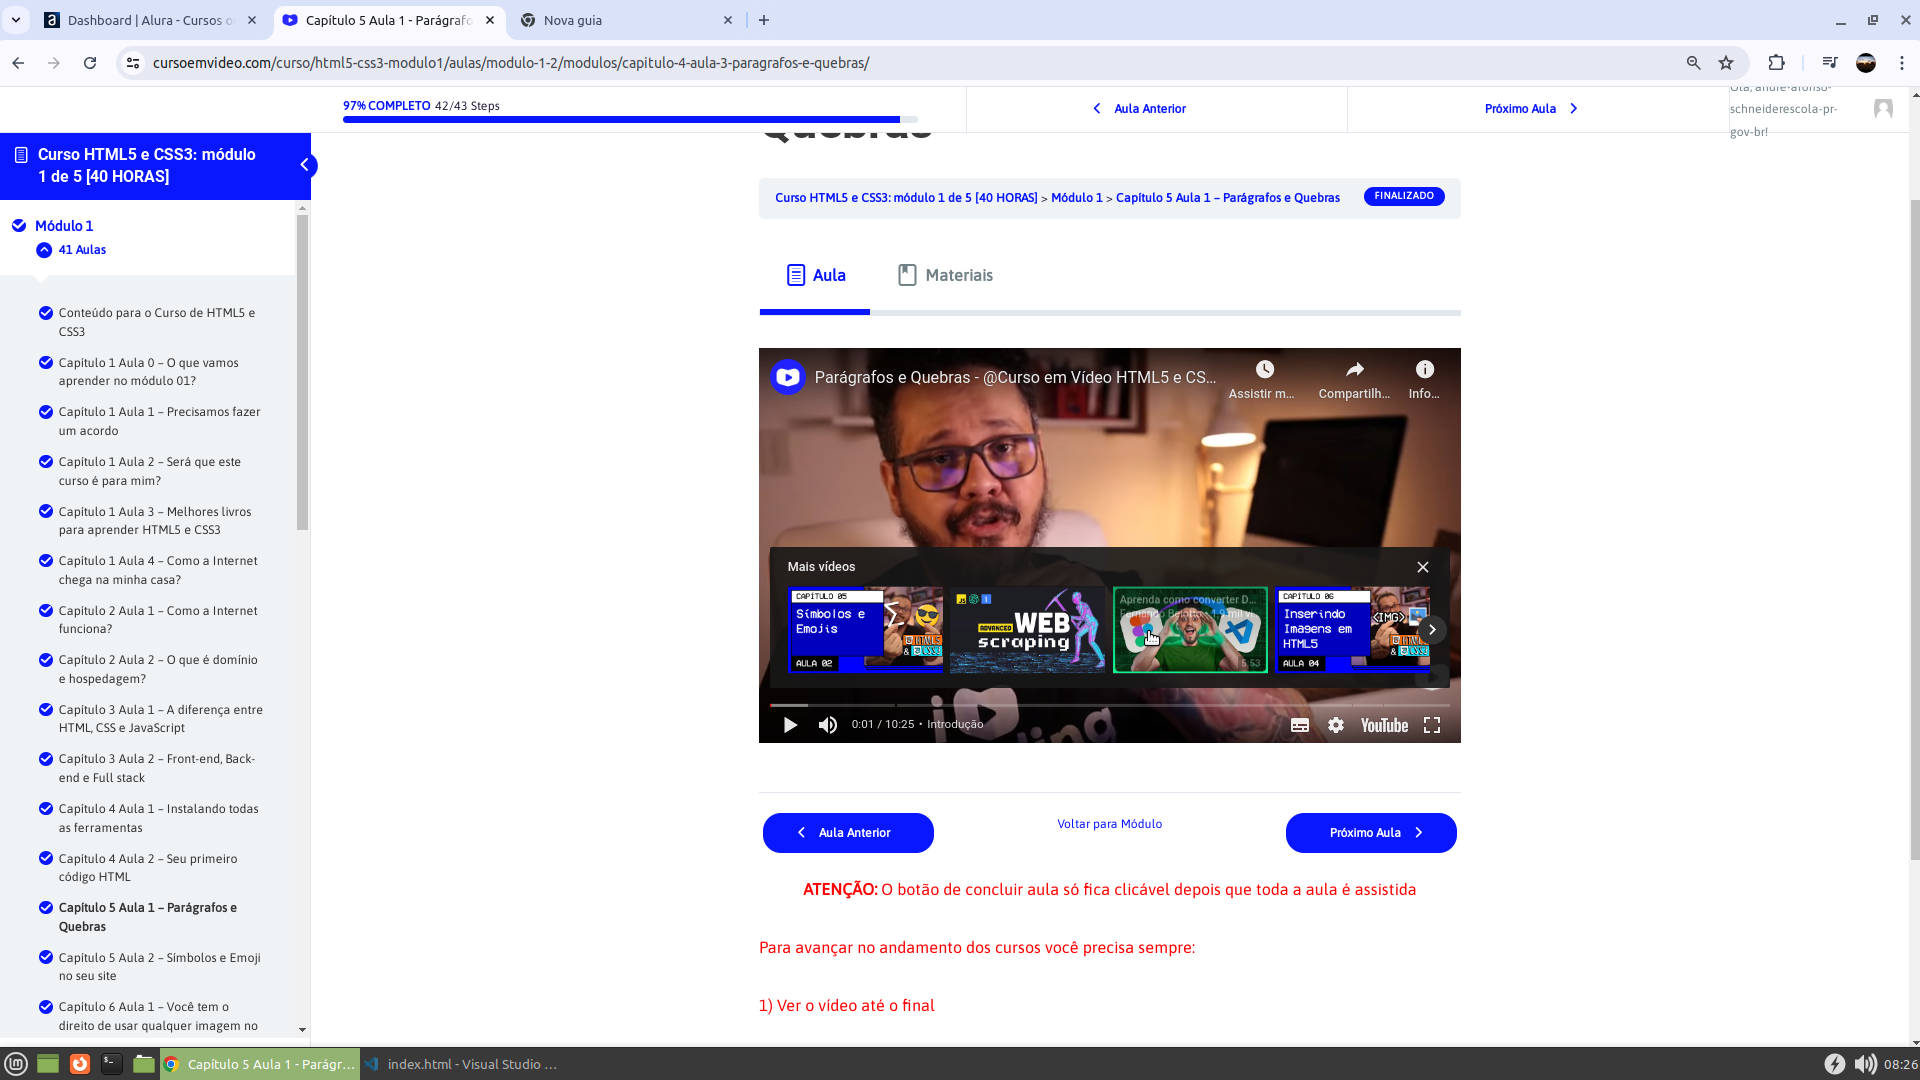 Dashboard | Alura - Cursos o
Capítulo 5 Aula 1 - Parágrafo
Nova guia
cursoemvideo.com/curso/html5-css3-modulo1/aulas/modulo-1-2/modulos/capitulo-4-aula-3-paragrafos-e-quebras/
97% COMPLETO 42/43 Steps
Aula Anterior
Próximo Aula
Olá, andre-afonso-
schneiderescola-pr-
gov-br!
Curso HTML5 e CSS3: módulo
1 de 5 [40 HORAS]
Módulo 1
41 Aulas
Conteúdo para o Curso de HTML5 e
CSS3
Capítulo 1 Aula 0 – O que vamos
aprender no módulo 01?
Capítulo 1 Aula 1 – Precisamos fazer
um acordo
Capítulo 1 Aula 2 – Será que este
curso é para mim?
Capítulo 1 Aula 3 – Melhores livros
para aprender HTML5 e CSS3
Capítulo 1 Aula 4 – Como a Internet
chega na minha casa?
Capítulo 2 Aula 1 – Como a Internet
funciona?
Capítulo 2 Aula 2 – O que é domínio
e hospedagem?
Capítulo 3 Aula 1 – A diferença entre
HTML, CSS e JavaScript
Capítulo 3 Aula 2 – Front-end, Back-
end e Full stack
Capítulo 4 Aula 1 – Instalando todas
as ferramentas
Capítulo 4 Aula 2 – Seu primeiro
código HTML
Capítulo 5 Aula 1 – Parágrafos e
Quebras
Capítulo 5 Aula 2 – Símbolos e Emoji
no seu site
Capítulo 6 Aula 1 – Você tem o
direito de usar qualquer imagem no
Quebras
Curso HTML5 e CSS3: módulo 1 de 5 [40 HORAS] > Módulo 1 > Capítulo 5 Aula 1 – Parágrafos e Quebras
FINALIZADO
Aula
Materiais
Parágrafos e Quebras - @Curso em Vídeo HTML5 e CS...
Assistir m...
Compartilh...
Info...
Mais vídeos
CAPÍTULO 05
Símbolos e
Emojis
AULA 02
ADVANCED
WEB
scraping
Aprenda como converter D...
5:53
CAPÍTULO 06
Inserindo
Imagens em
HTML5
<IMG>
AULA 04
0:01 / 10:25 • Introdução
YouTube
Aula Anterior
Voltar para Módulo
Próximo Aula
ATENÇÃO: O botão de concluir aula só fica clicável depois que toda a aula é assistida
Para avançar no andamento dos cursos você precisa sempre:
1) Ver o vídeo até o final
Capítulo 5 Aula 1 - Parágr...
index.html - Visual Studio ...
08:26